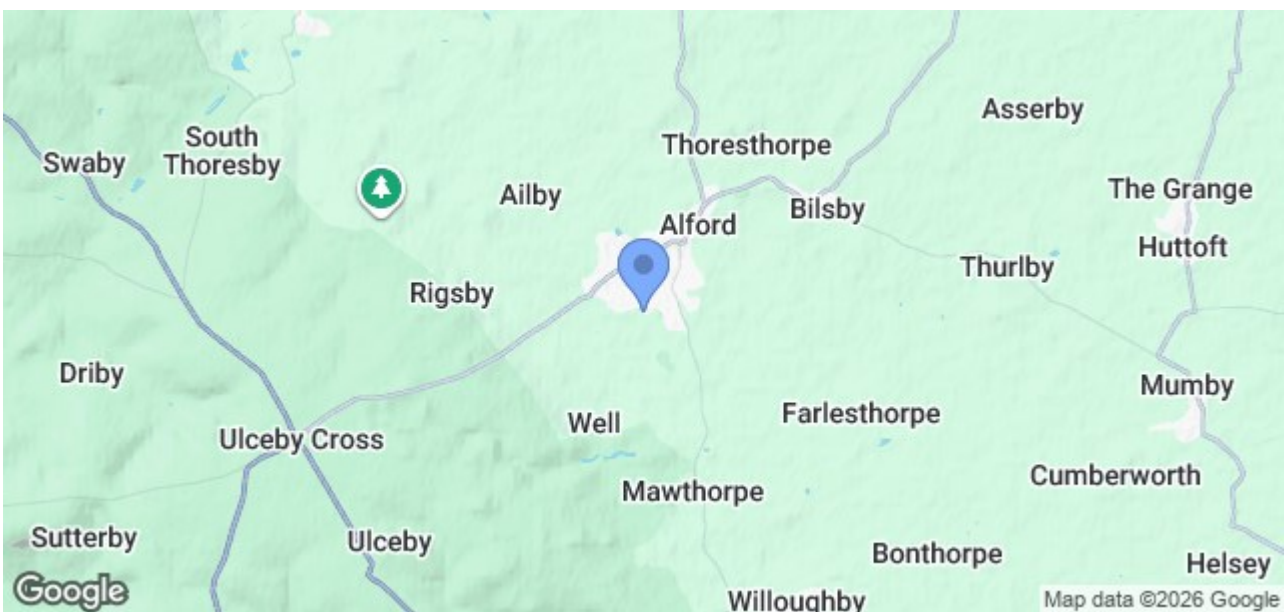 Asserby
South
Thoresby
Swaby
Thoresthorpe
Ailby
The Grange
Bilsby
Alford
Huttoft
Thurlby
Rigsby
Driby
Mumby
Farlesthorpe
Well
Ulceby Cross
Cumberworth
Mawthorpe
Sutterby
Ulceby
Bonthorpe
Helsey
Google
Willoughby
Map data ©2026 Google